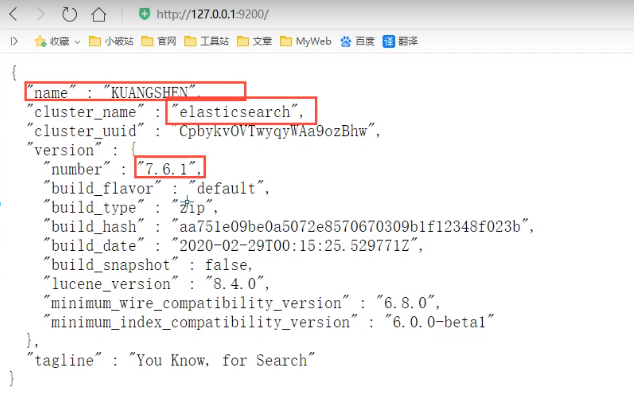 http://127.0.0.1:9200/
收藏 小破站 官网 工具站 文章 MyWeb 百度 译 翻译
{
"name" : "KUANGSHEN",
"cluster_name" : "elasticsearch",
"cluster_uuid" : "CpbykvOVTwyqyWAa9ozBhw",
"version" : {
"number" : "7.6.1",
"build_flavor" : "default",
"build_type" : "zip",
"build_hash" : "aa751e09be0a5072e8570670309b1f12348f023b",
"build_date" : "2020-02-29T00:15:25.529771Z",
"build_snapshot" : false,
"lucene_version" : "8.4.0",
"minimum_wire_compatibility_version" : "6.8.0",
"minimum_index_compatibility_version" : "6.0.0-beta1"
},
"tagline" : "You Know, for Search"
}